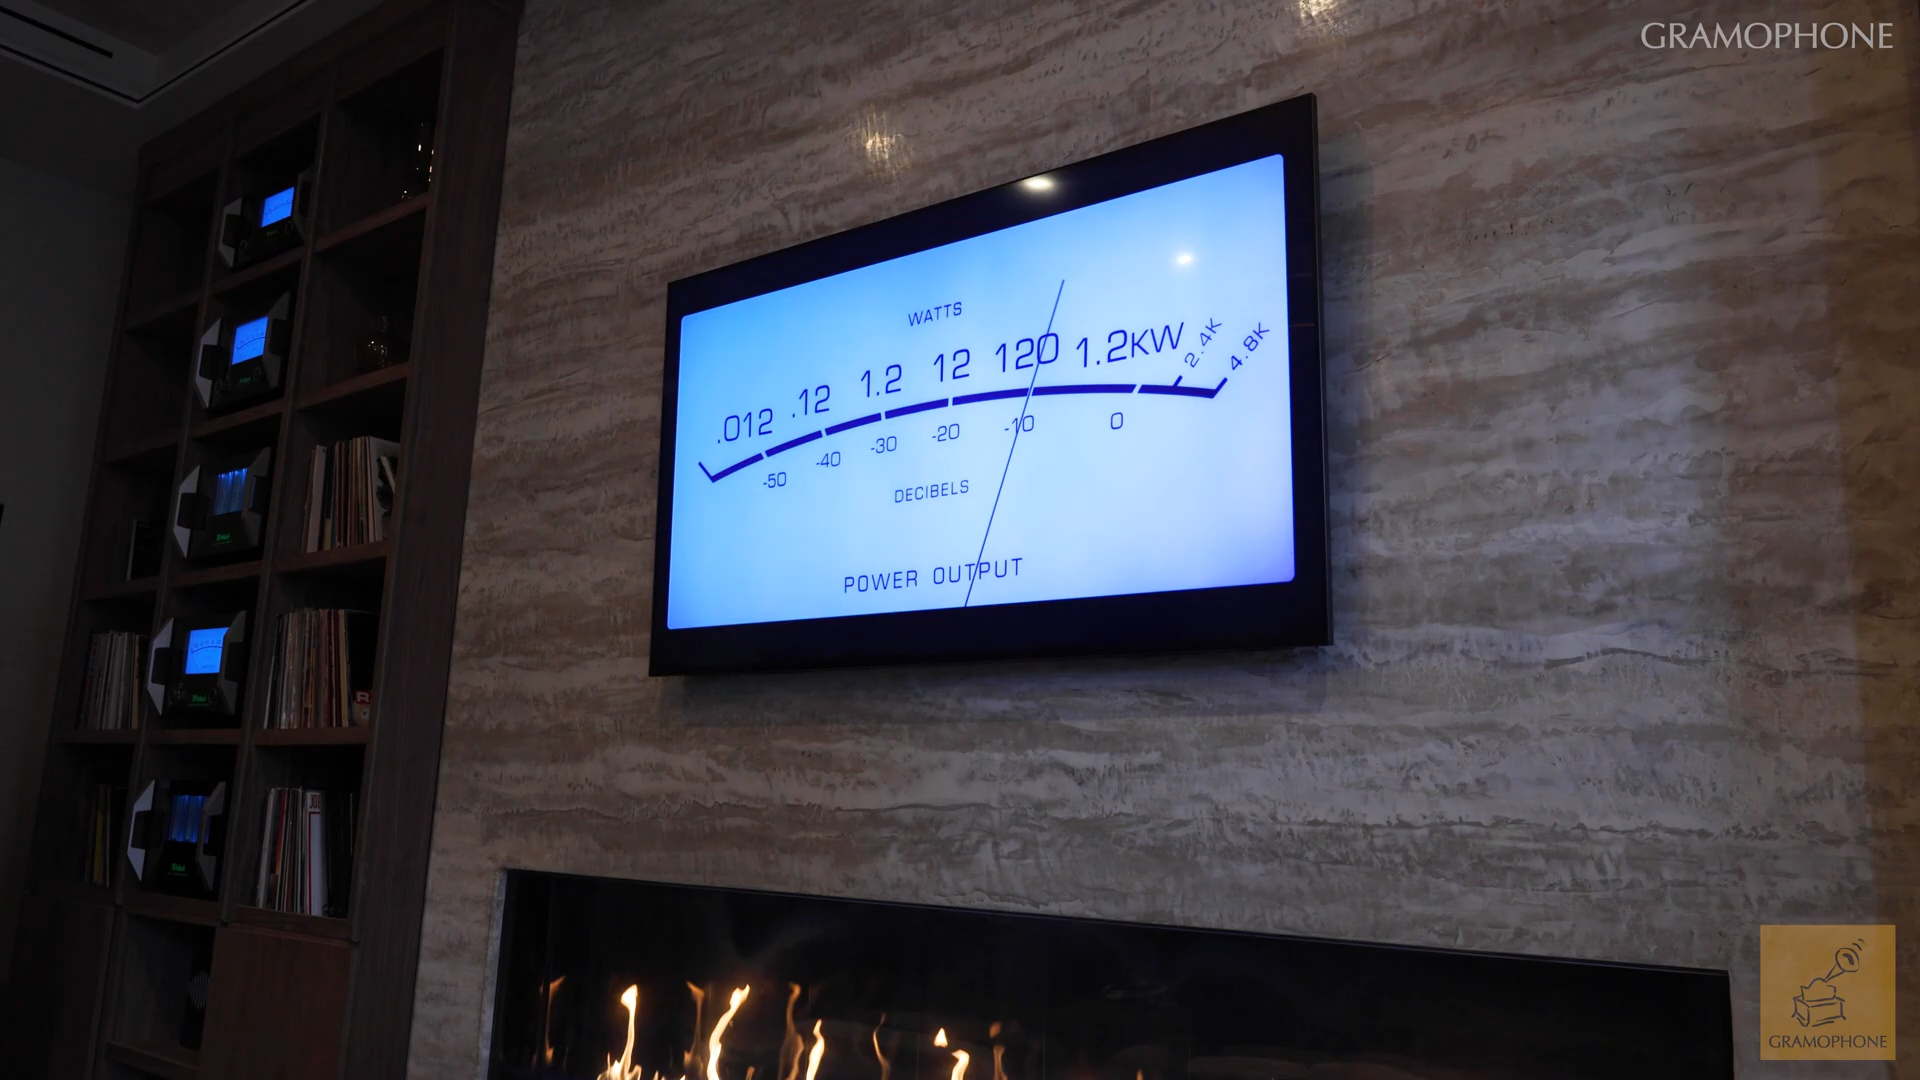 GRAMOPHONE
WATTS
.012 .12 1.2 12 120 1.2KW 2.4K 4.8K
-50 -40 -30 -20 -10 0
DECIBELS
POWER OUTPUT
GRAMOPHONE